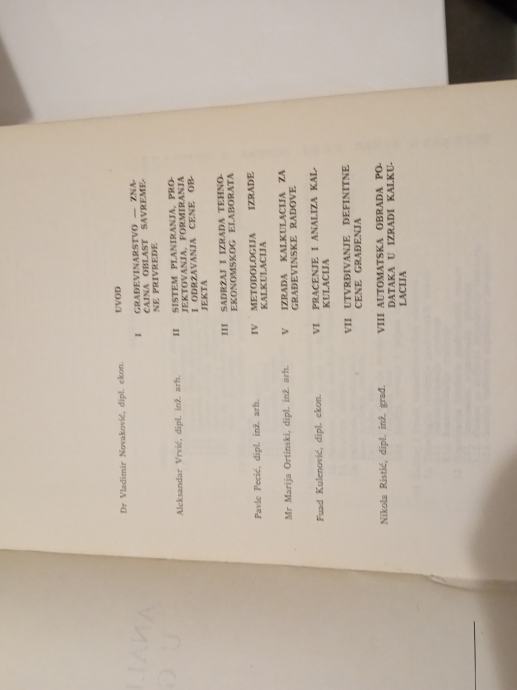 UVOD
Dr Vladimir Novaković, dipl. ekon.
I GRAĐEVINARSTVO — ZNA-
ČAJNA OBLAST SAVREME-
NE PRIVREDE
Aleksandar Vrvić, dipl. inž. arh.
II SISTEM PLANIRANJA, PRO-
JEKTOVANJA, FORMIRANJA
I ODRŽAVANJA CENE OB-
JEKTA
III SADRŽAJ I IZRADA TEHNO-
EKONOMSKOG ELABORATA
Pavle Pecić, dipl. inž. arh.
IV METODOLOGIJA IZRADE
KALKULACIJA
Mr Marija Ortinski, dipl. inž. arh.
V IZRADA KALKULACIJA ZA
GRAĐEVINSKE RADOVE
Fuad Kulenović, dipl. ekon.
VI PRAĆENJE I ANALIZA KAL-
KULACIJA
VII UTVRĐIVANJE DEFINITNE
CENE GRAĐENJA
Nikola Ristić, dipl. inž. građ.
VIII AUTOMATSKA OBRADA PO-
DATAKA U IZRADI KALKU-
LACIJA